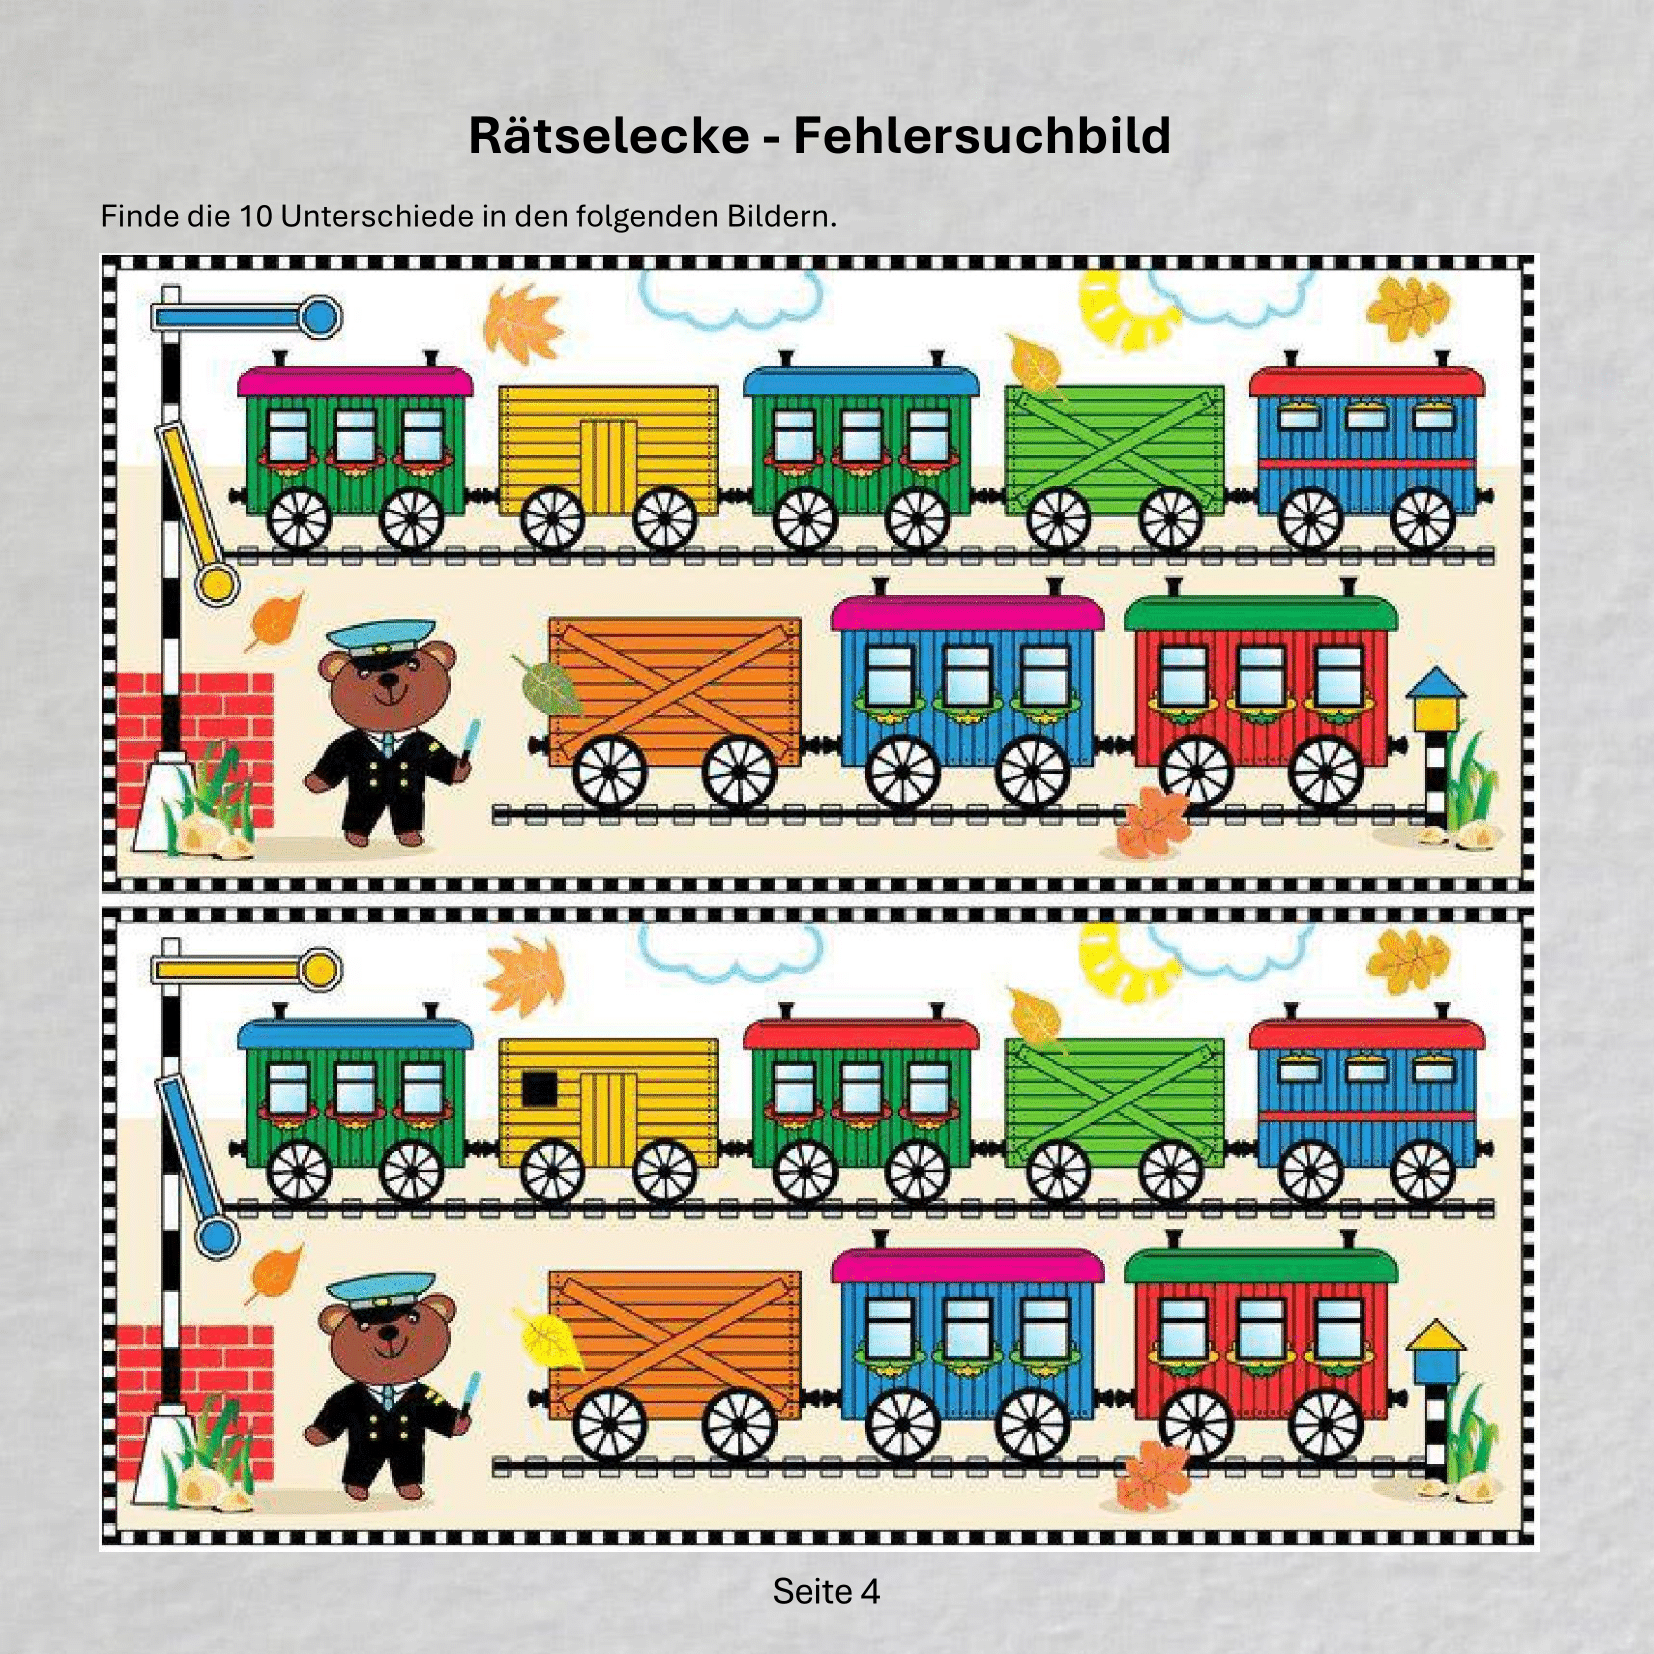 Rätselecke - Fehlersuchbild
Finde die 10 Unterschiede in den folgenden Bildern.
Seite 4